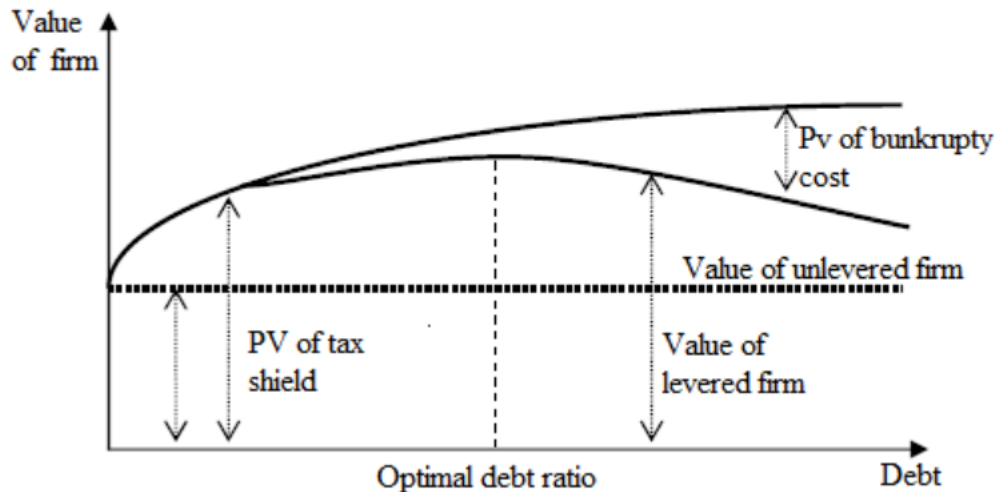 Value
of firm
Pv of bunkrupty
cost
Value of unlevered firm
PV of tax
shield
Value of
levered firm
Optimal debt ratio
Debt